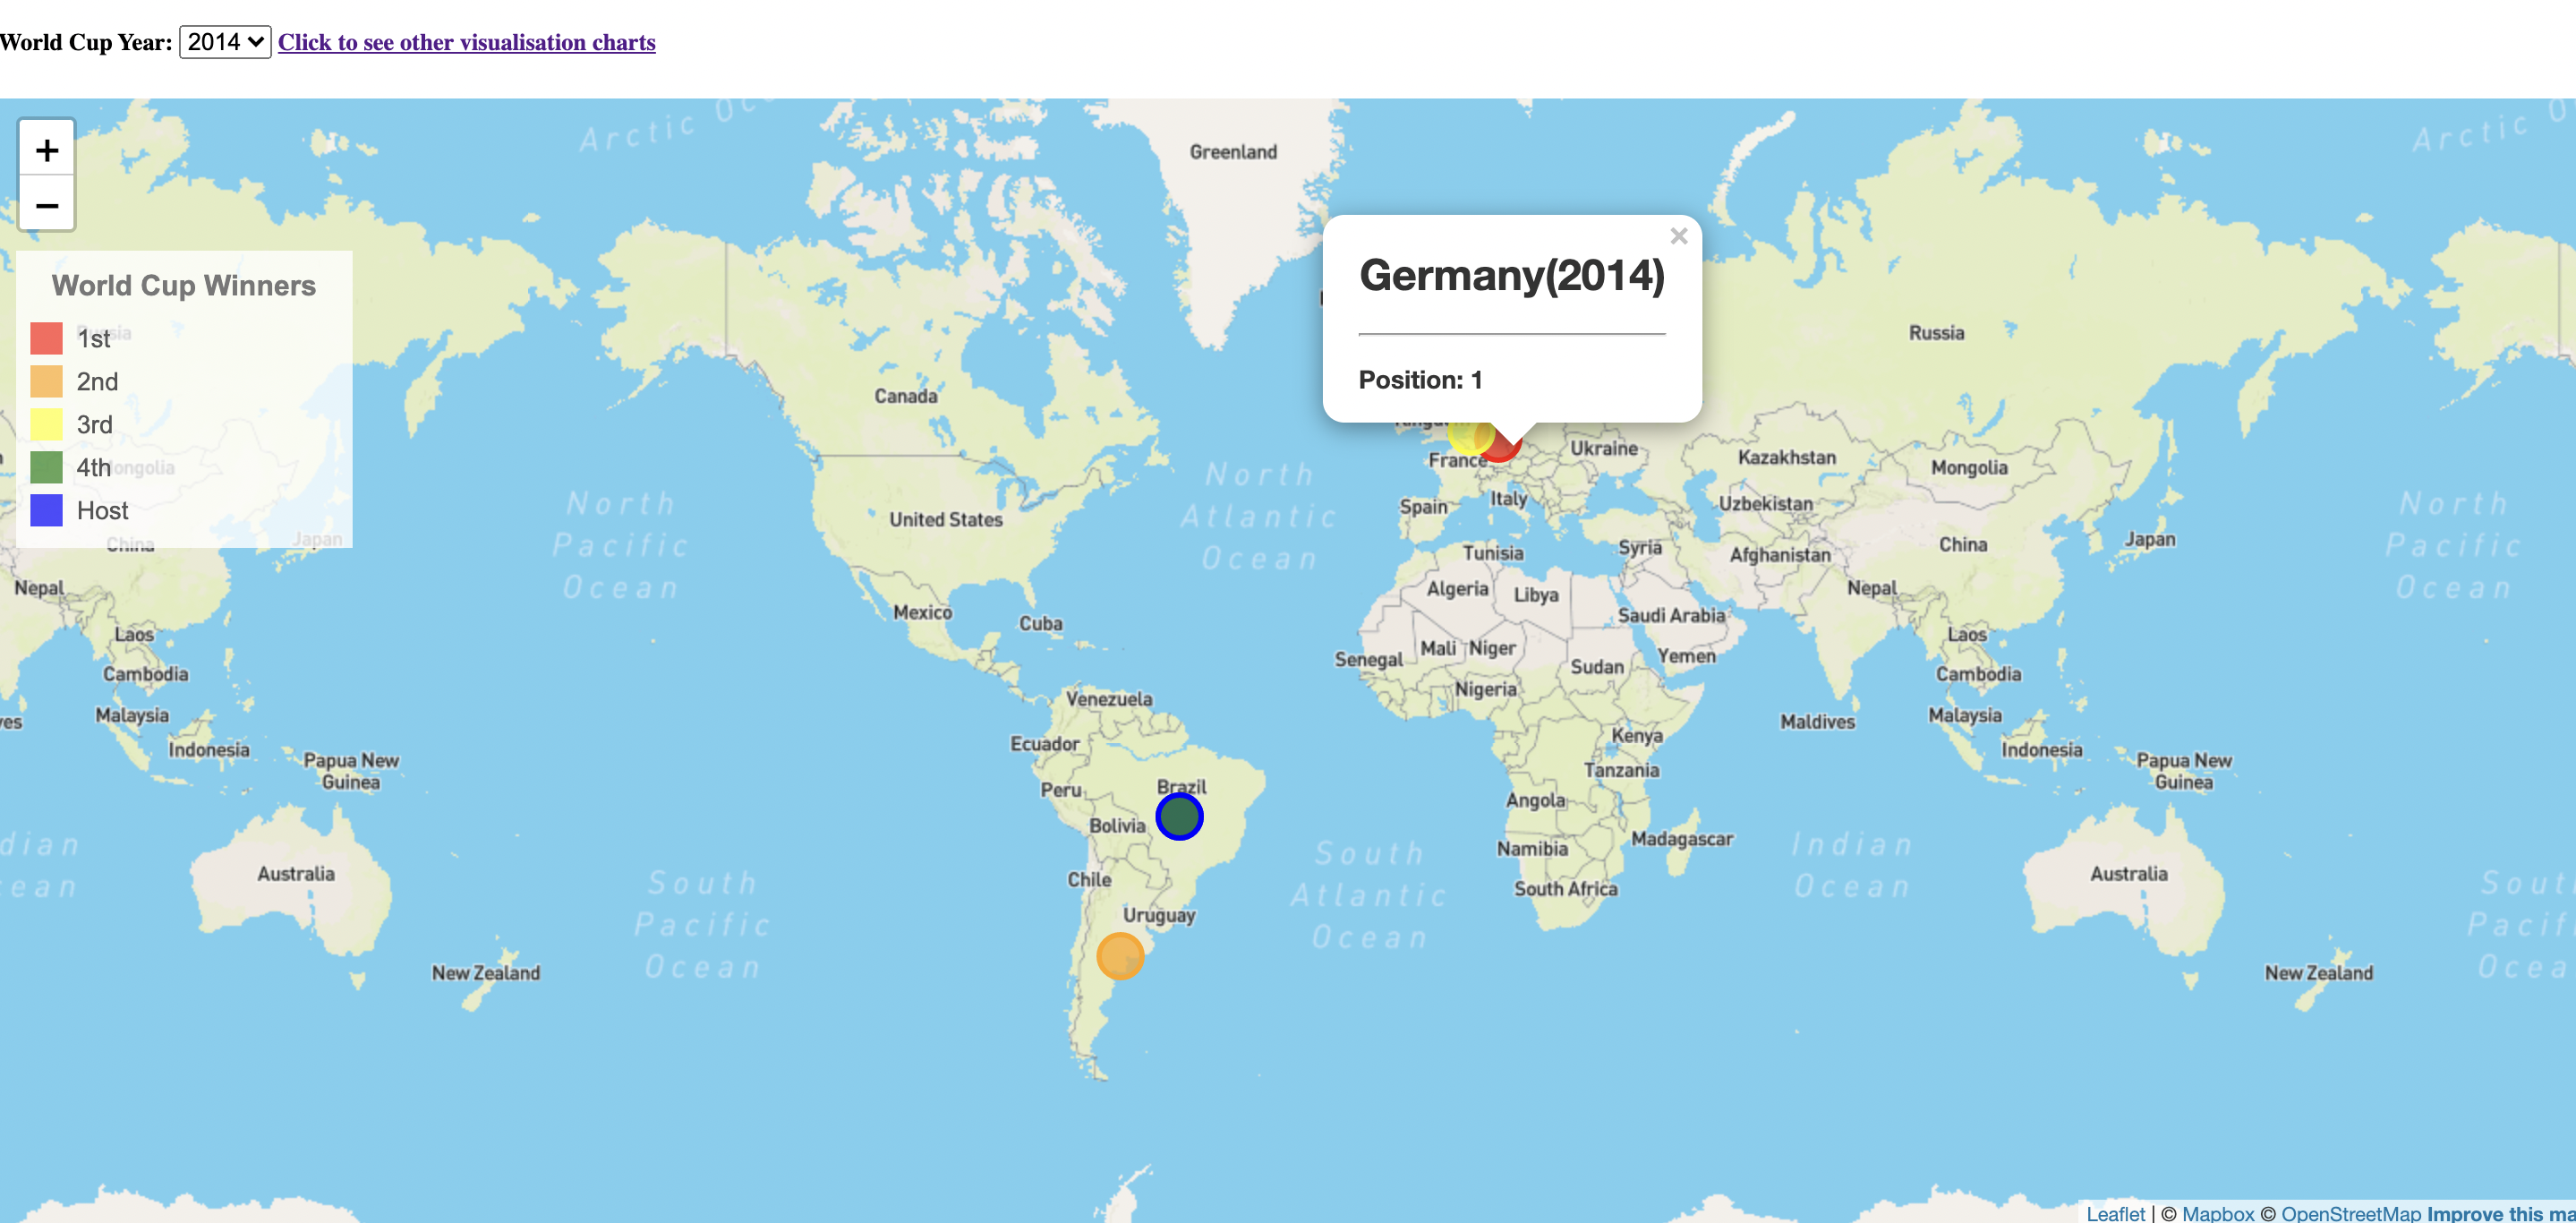 World Cup Year: 2014 Click to see other visualisation charts
Arctic
Greenland
Arctic
+
−
World Cup Winners
1st
2nd
3rd
4th
Host
×
Germany(2014)
Position: 1
Russia
Russia
Canada
France
Ukraine
Kazakhstan
Mongolia
Mongolia
North
Pacific
Ocean
North
Atlantic
Ocean
United States
Spain
Italy
Uzbekistan
North
Pacific
Ocean
China
Japan
Tunisia
Syria
Afghanistan
China
Japan
Nepal
Algeria
Libya
Nepal
Mexico
Cuba
Saudi Arabia
Laos
Senegal
Mali
Niger
Sudan
Yemen
Laos
Cambodia
Nigeria
Cambodia
Venezuela
Malaysia
Maldives
Malaysia
Indonesia
Ecuador
Kenya
Indonesia
Papua New
Guinea
Peru
Brazil
Tanzania
Papua New
Guinea
Bolivia
Angola
Namibia
Madagascar
Indian
Ocean
Australia
Chile
South
Pacific
Ocean
South
Atlantic
Ocean
South Africa
Australia
Uruguay
New Zealand
New Zealand
Leaflet | © Mapbox © OpenStreetMap Improve this